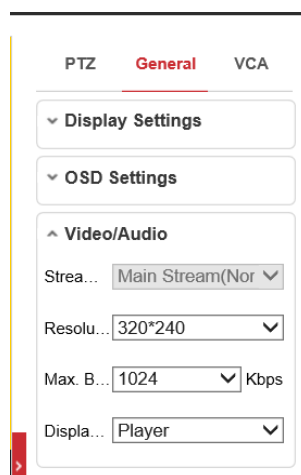 PTZ General VCA
Display Settings
OSD Settings
Video/Audio
Strea... Main Stream(Nor
Resolu... 320*240
Max. B... 1024 Kbps
Displa... Player